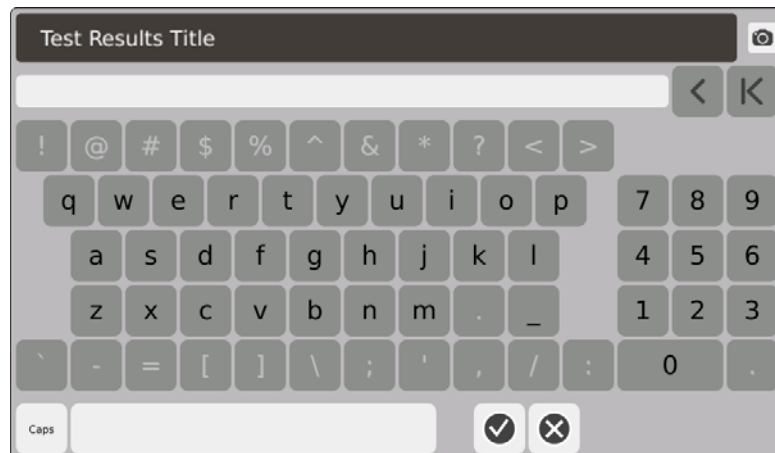 Test Results Title
! @ # $ % ^ & * ? < >
q w e r t y u i o p 7 8 9
a s d f g h j k l 4 5 6
z x c v b n m . _ 1 2 3
` - = [ ] \ ; ' , / : 0 .
Caps